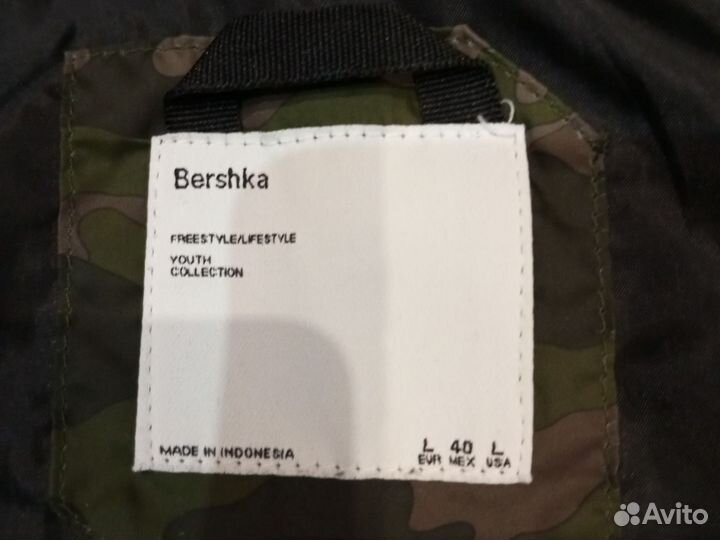 Bershka
FREESTYLE/LIFESTYLE
YOUTH
COLLECTION
MADE IN INDONESIA
L 40 L
EUR MEX USA
Avito